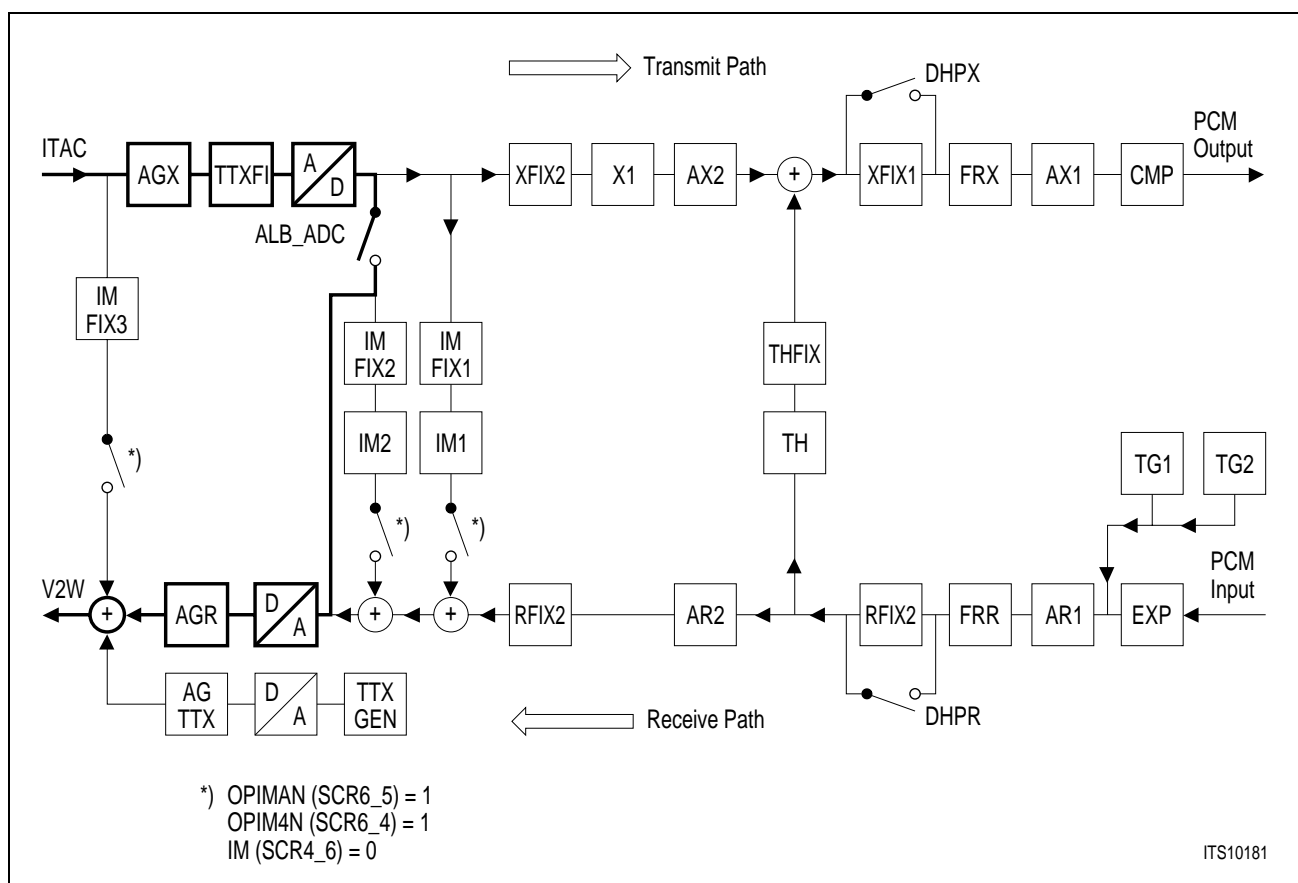 Transmit Path
DHPX
ITAC
PCM
Output
AGX
TTXFI
A
D
XFIX2
X1
AX2
+
XFIX1
FRX
AX1
CMP
ALB_ADC
IM
FIX3
IM
FIX2
IM
FIX1
THFIX
IM2
IM1
TH
*)
*)
*)
TG1
TG2
PCM
Input
V2W
+
AGR
D
A
+
+
RFIX2
AR2
RFIX2
FRR
AR1
EXP
AG
TTX
D
A
TTX
GEN
DHPR
Receive Path
*) OPIMAN (SCR6_5) = 1
OPIM4N (SCR6_4) = 1
IM (SCR4_6) = 0
ITS10181